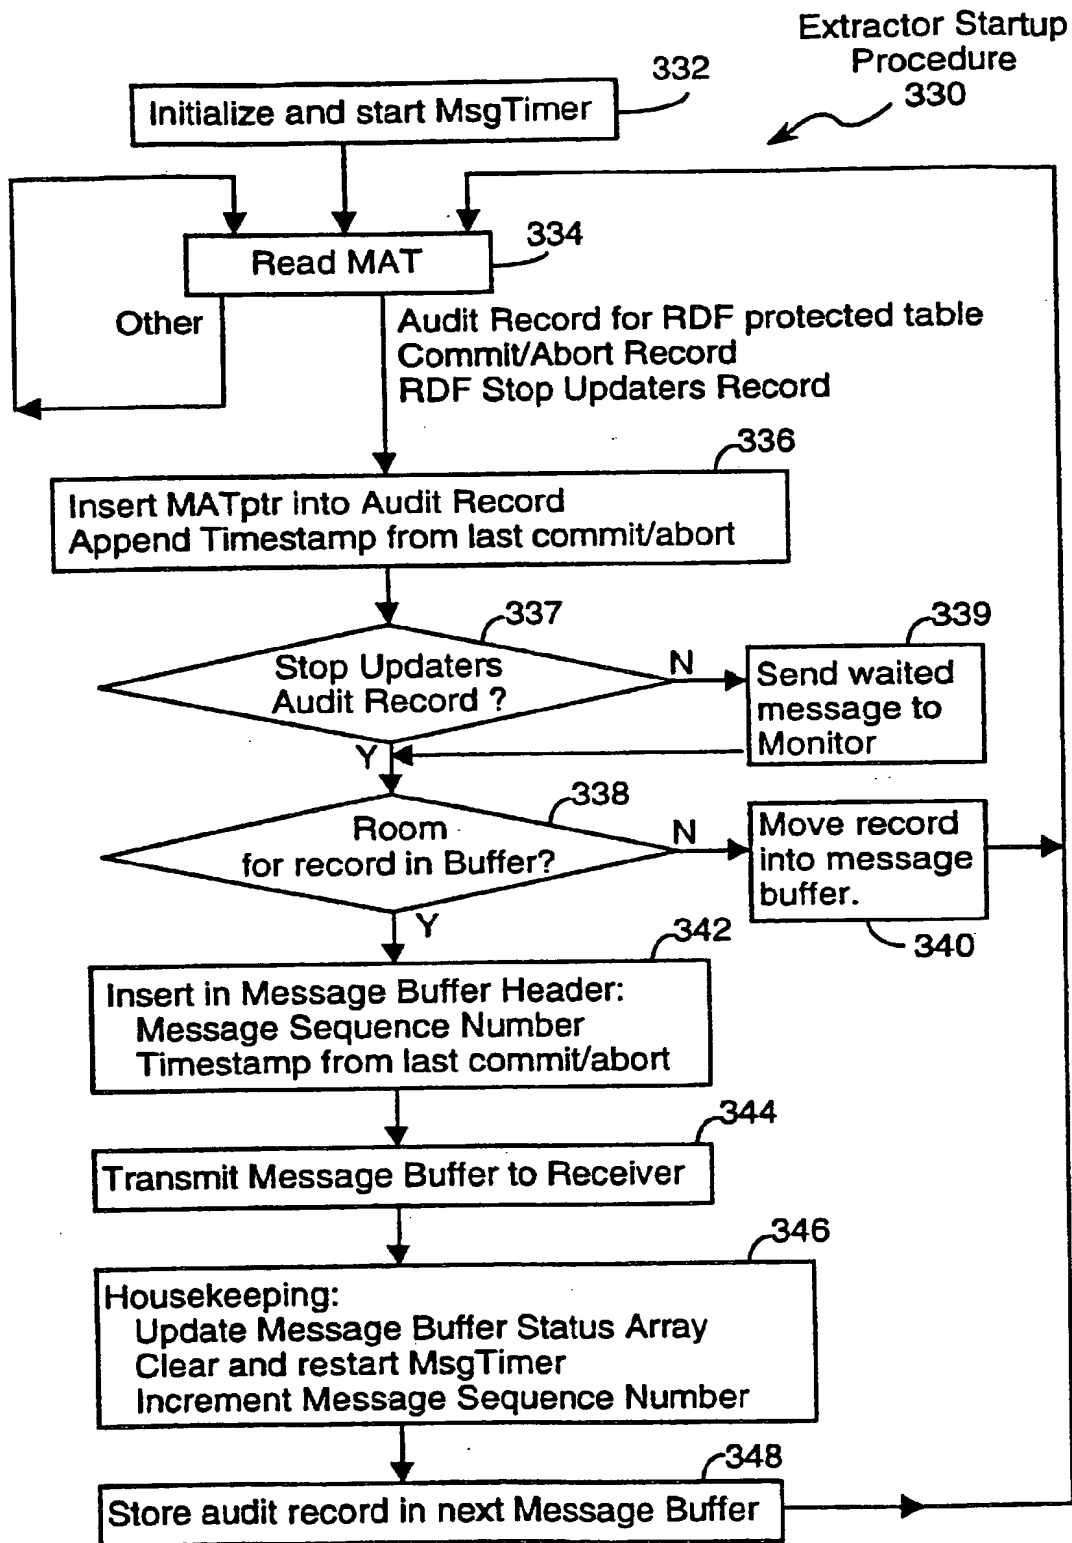 Extractor Startup
Procedure
330
332
Initialize and start MsgTimer
334
Read MAT
Other
Audit Record for RDF protected table
Commit/Abort Record
RDF Stop Updaters Record
336
Insert MATptr into Audit Record
Append Timestamp from last commit/abort
337
Stop Updaters
Audit Record ?
N
339
Send waited
message to
Monitor
Y
338
Room
for record in Buffer?
N
Move record
into message
buffer.
340
Y
342
Insert in Message Buffer Header:
Message Sequence Number
Timestamp from last commit/abort
344
Transmit Message Buffer to Receiver
346
Housekeeping:
Update Message Buffer Status Array
Clear and restart MsgTimer
Increment Message Sequence Number
348
Store audit record in next Message Buffer